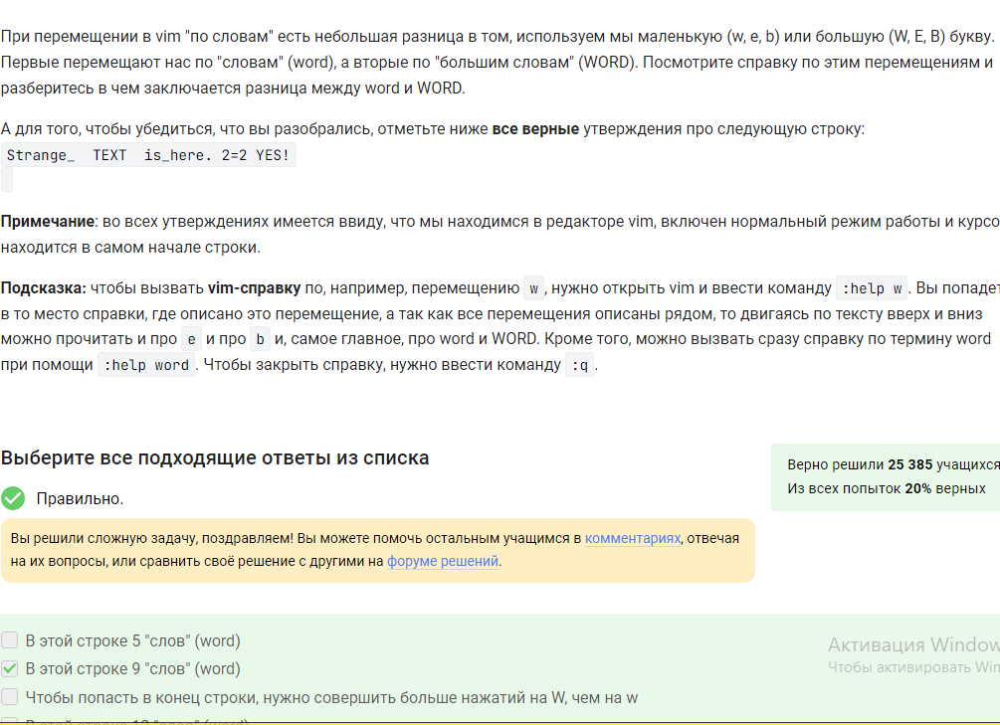 При перемещении в vim "по словам" есть небольшая разница в том, используем мы маленькую (w, e, b) или большую (W, E, B) букву.
Первые перемещают нас по "словам" (word), а вторые по "большим словам" (WORD). Посмотрите справку по этим перемещениям и
разберитесь в чем заключается разница между word и WORD.
А для того, чтобы убедиться, что вы разобрались, отметьте ниже все верные утверждения про следующую строку:
Strange_  TEXT  is_here. 2=2 YES!
Примечание: во всех утверждениях имеется ввиду, что мы находимся в редакторе vim, включен нормальный режим работы и курсо
находится в самом начале строки.
Подсказка: чтобы вызвать vim-справку по, например, перемещению w, нужно открыть vim и ввести команду :help w. Вы попадет
в то место справки, где описано это перемещение, а так как все перемещения описаны рядом, то двигаясь по тексту вверх и вниз
можно прочитать и про e и про b и, самое главное, про word и WORD. Кроме того, можно вызвать сразу справку по термину word
при помощи :help word. Чтобы закрыть справку, нужно ввести команду :q.
Выберите все подходящие ответы из списка
Верно решили 25 385 учащихся
Из всех попыток 20% верных
Правильно.
Вы решили сложную задачу, поздравляем! Вы можете помочь остальным учащимся в комментариях, отвечая
на их вопросы, или сравнить своё решение с другими на форуме решений.
В этой строке 5 "слов" (word)
В этой строке 9 "слов" (word)
Чтобы попасть в конец строки, нужно совершить больше нажатий на W, чем на w
Активация Window
Чтобы активировать Win